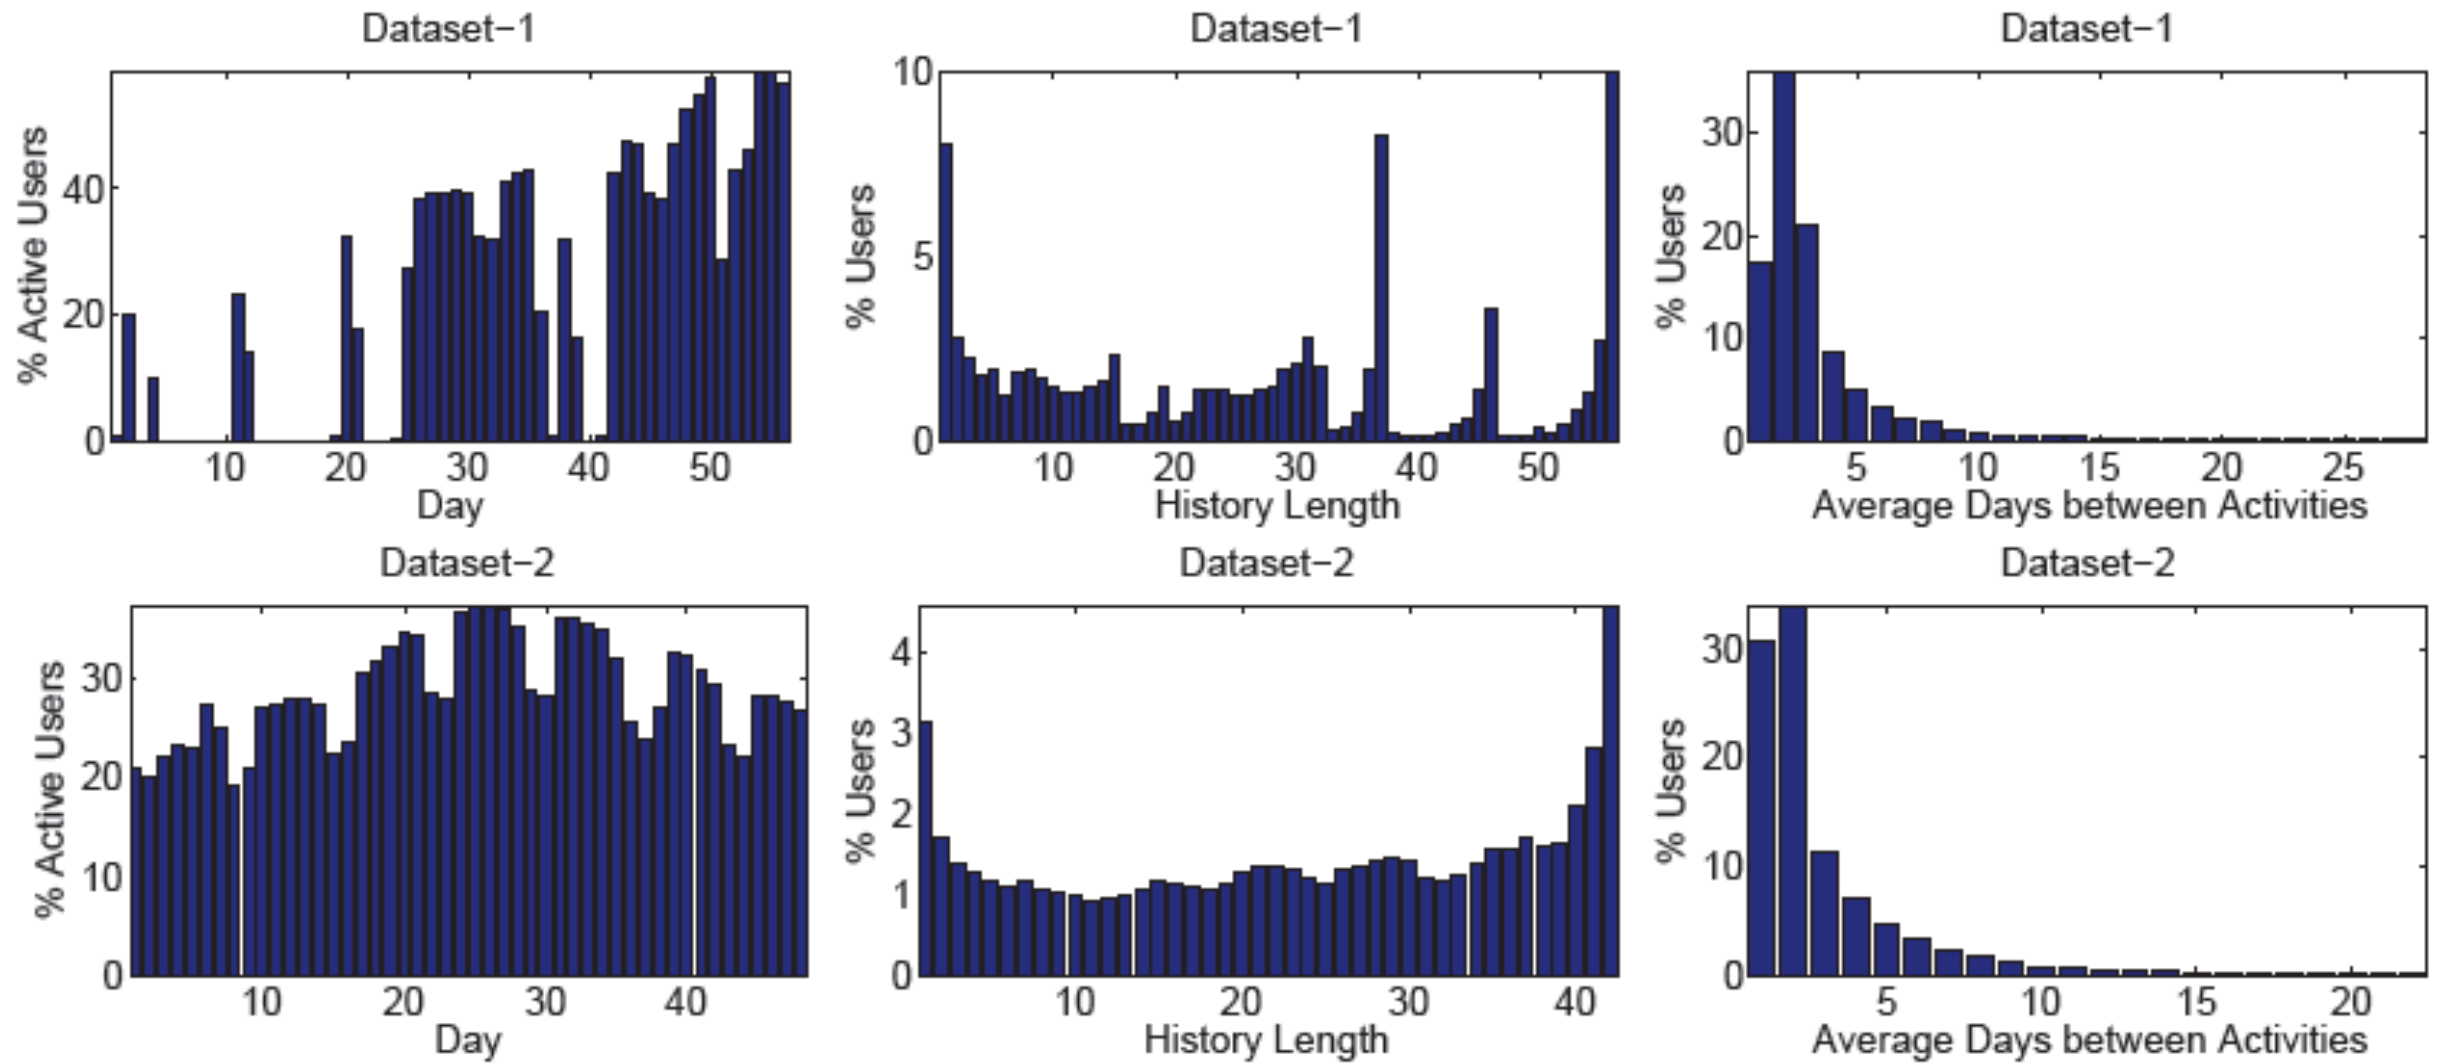 Dataset−1
Dataset−1
Dataset−1
% Active Users
40
20
0
10 20 30 40 50
Day
% Users
10
5
0
10 20 30 40 50
History Length
% Users
30
20
10
0
5 10 15 20 25
Average Days between Activities
Dataset−2
Dataset−2
Dataset−2
% Active Users
30
20
10
0
10 20 30 40
Day
% Users
4
3
2
1
0
10 20 30 40
History Length
% Users
30
20
10
0
5 10 15 20
Average Days between Activities